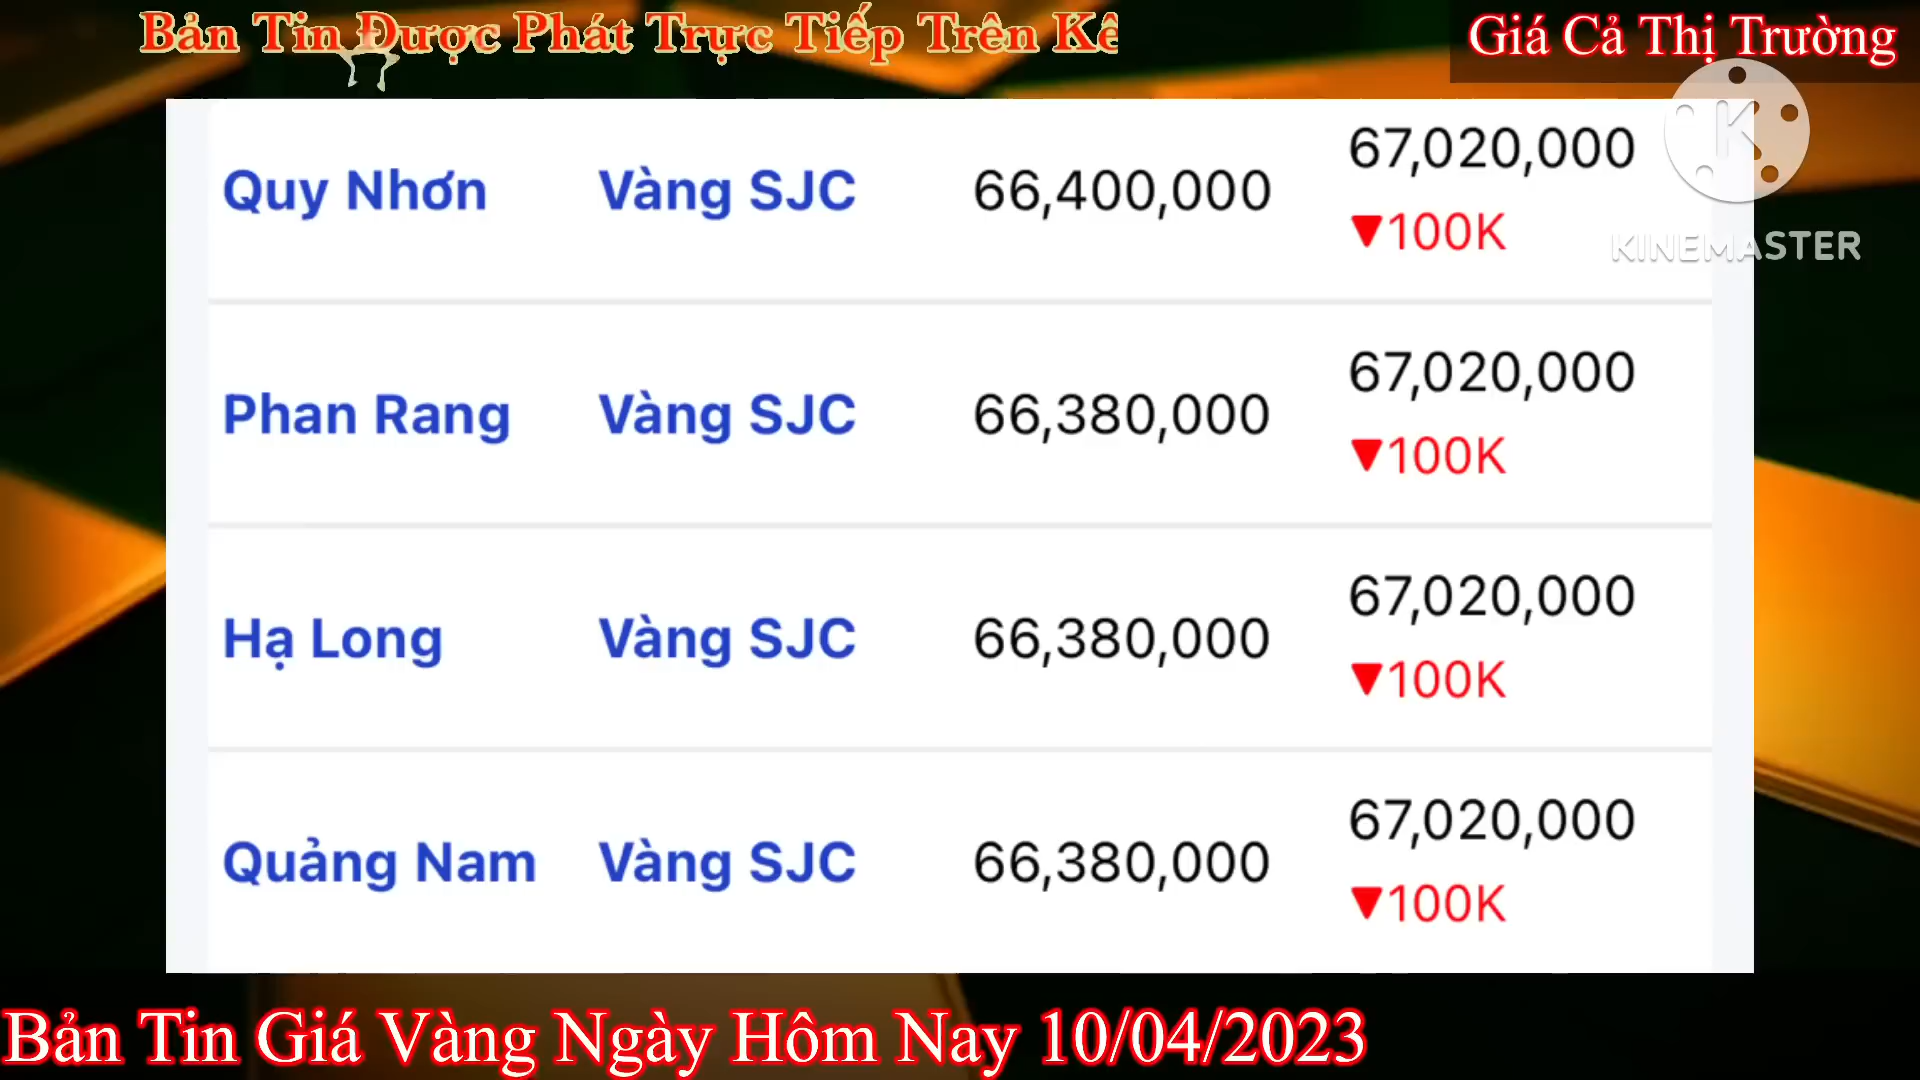 Bản Tin Được Phát Trực Tiếp Trên Kê
Giá Cả Thị Trường
KINEMASTER
Quy Nhơn Vàng SJC 66,400,000 67,020,000
▼100K
Phan Rang Vàng SJC 66,380,000 67,020,000
▼100K
Hạ Long Vàng SJC 66,380,000 67,020,000
▼100K
Quảng Nam Vàng SJC 66,380,000 67,020,000
▼100K
Bản Tin Giá Vàng Ngày Hôm Nay 10/04/2023